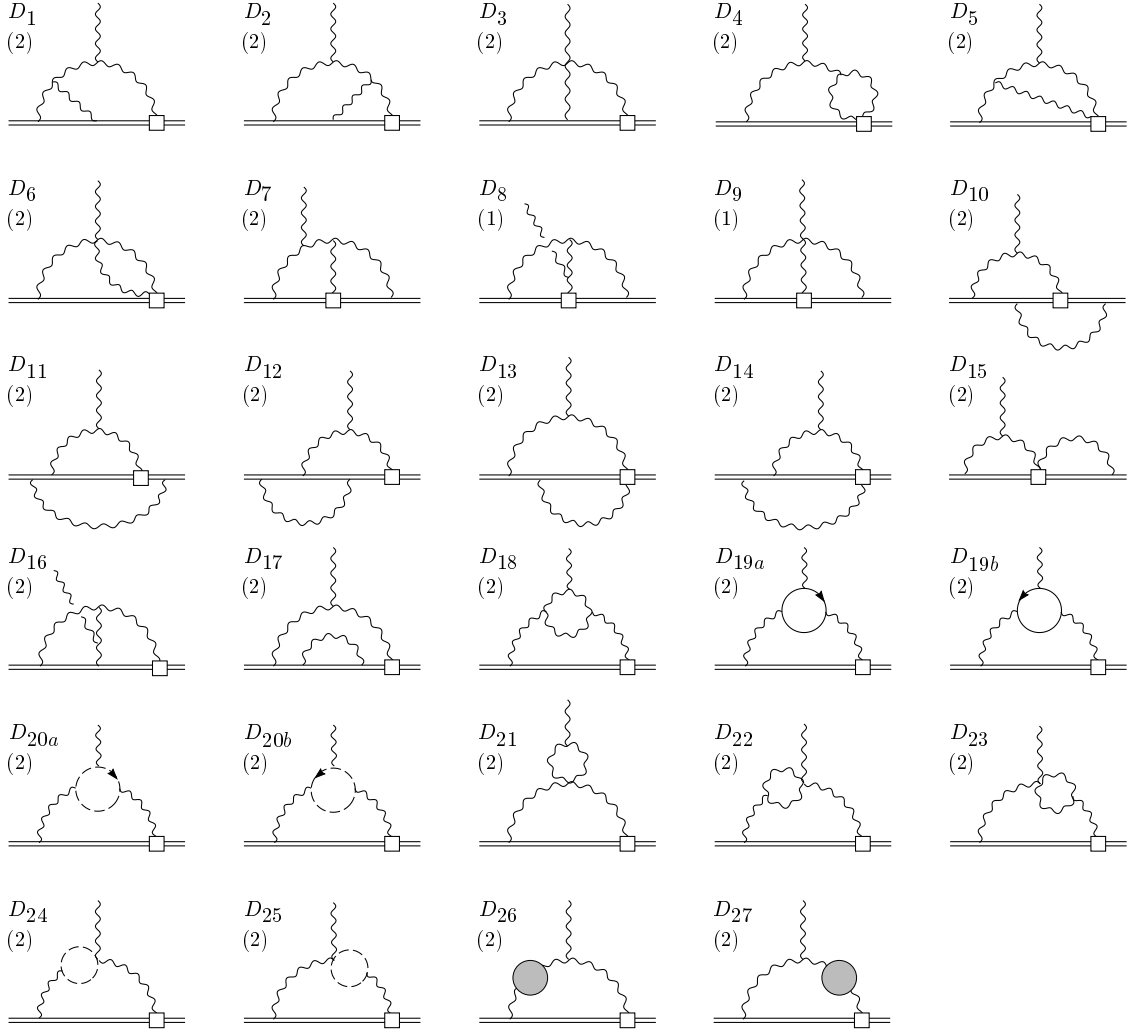 D1 D2 D3 D4 D5
(2) (2) (2) (2) (2)
D6 D7 D8 D9 D10
(2) (2) (1) (1) (2)
D11 D12 D13 D14 D15
(2) (2) (2) (2) (2)
D16 D17 D18 D19a D19b
(2) (2) (2) (2) (2)
D20a D20b D21 D22 D23
(2) (2) (2) (2) (2)
D24 D25 D26 D27
(2) (2) (2) (2)